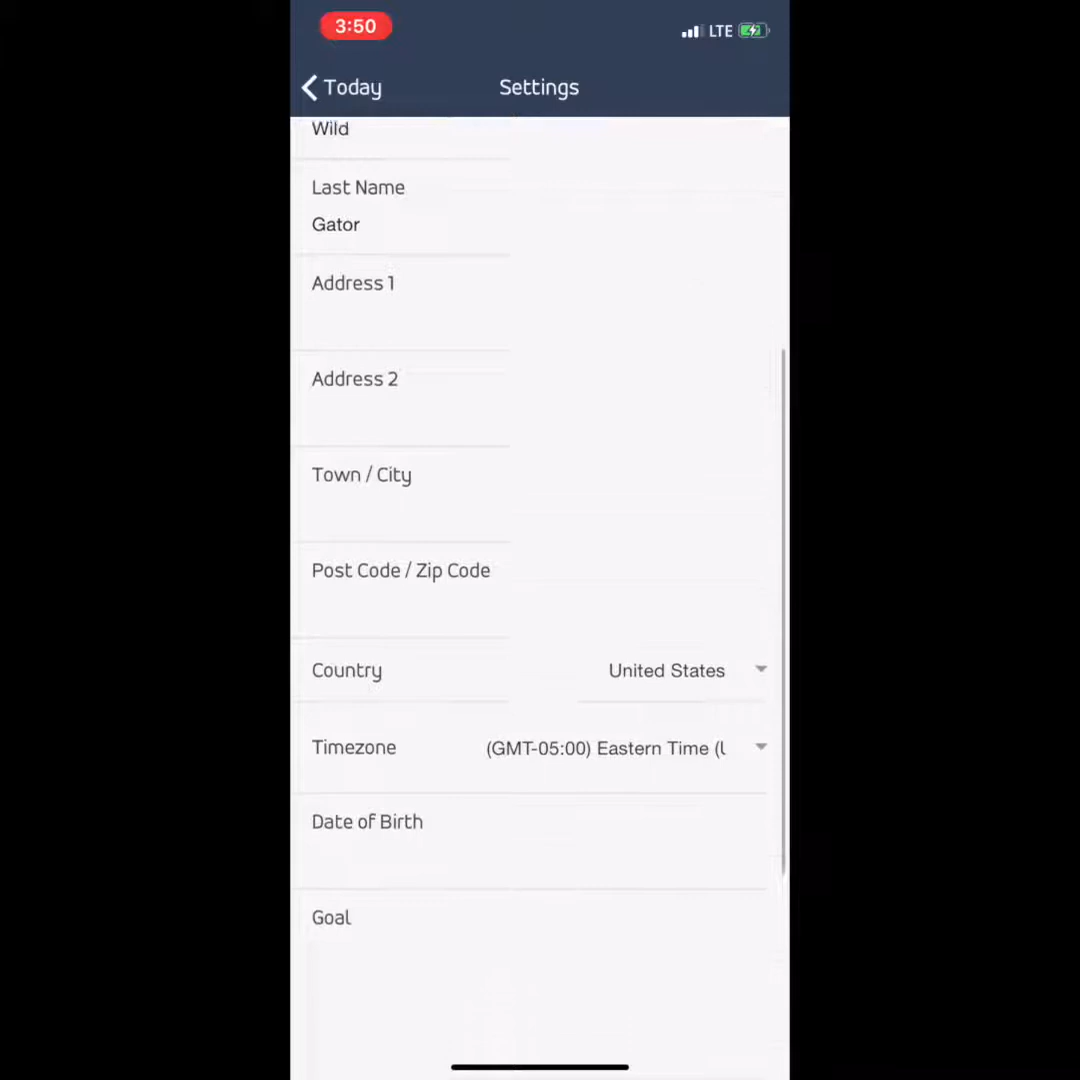 3:50
LTE
Today
Settings
Wild
Last Name
Gator
Address 1
Address 2
Town / City
Post Code / Zip Code
Country
United States
Timezone
(GMT-05:00) Eastern Time (
Date of Birth
Goal